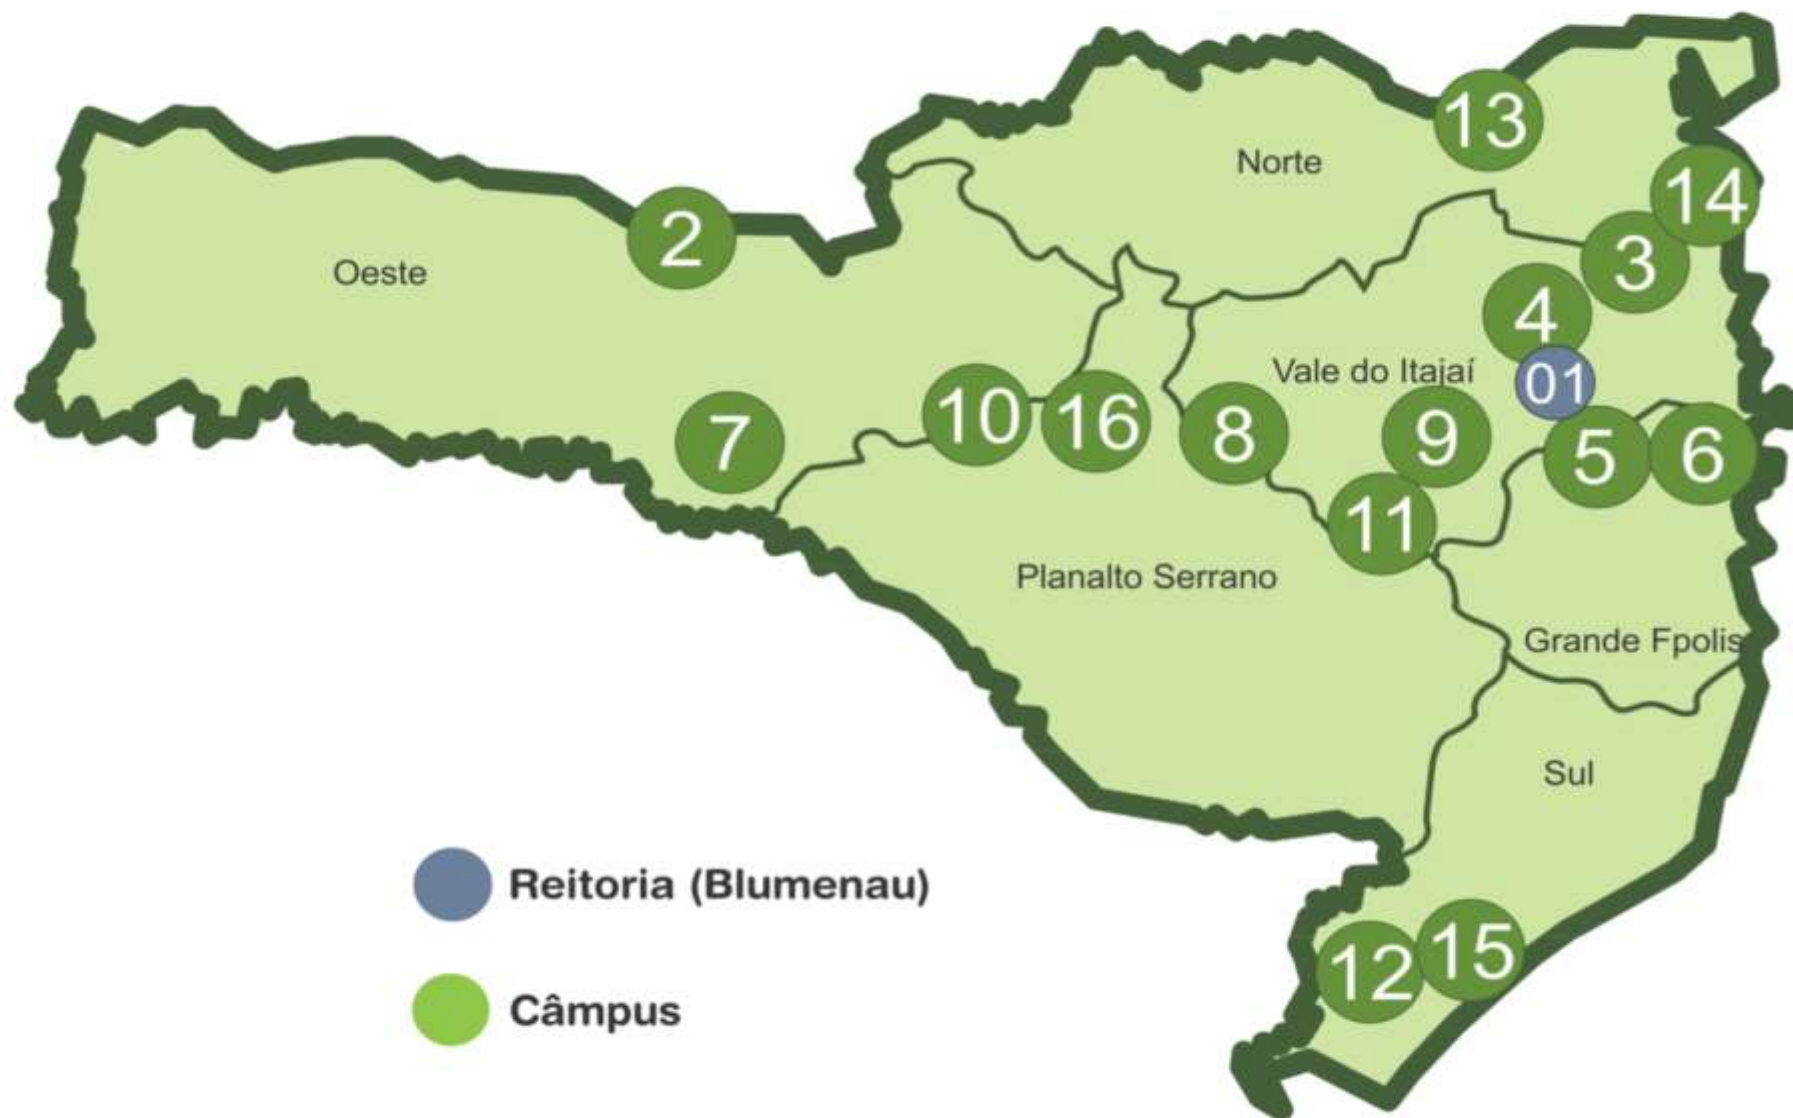 13
Norte
14
2
3
Oeste
4
Vale do Itajaí
01
10
16
8
9
7
5
6
11
Planalto Serrano
Grande Fpolis
Sul
Reitoria (Blumenau)
12
15
Câmpus